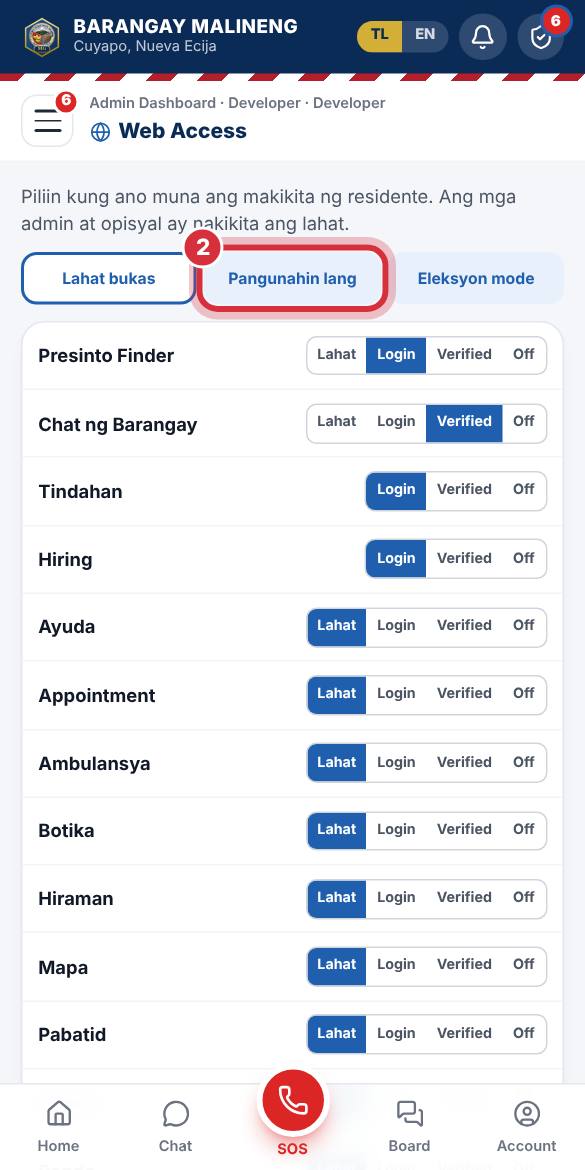 BARANGAY MALINENG
Cuyapo, Nueva Ecija
TL EN
6
6
Admin Dashboard · Developer · Developer
Web Access
Piliin kung ano muna ang makikita ng residente. Ang mga
admin at opisyal ay nakikita ang lahat.
2
Lahat bukas Pangunahin lang Eleksyon mode
Presinto Finder Lahat Login Verified Off
Chat ng Barangay Lahat Login Verified Off
Tindahan Login Verified Off
Hiring Login Verified Off
Ayuda Lahat Login Verified Off
Appointment Lahat Login Verified Off
Ambulansya Lahat Login Verified Off
Botika Lahat Login Verified Off
Hiraman Lahat Login Verified Off
Mapa Lahat Login Verified Off
Pabatid Lahat Login Verified Off
Home Chat SOS Board Account